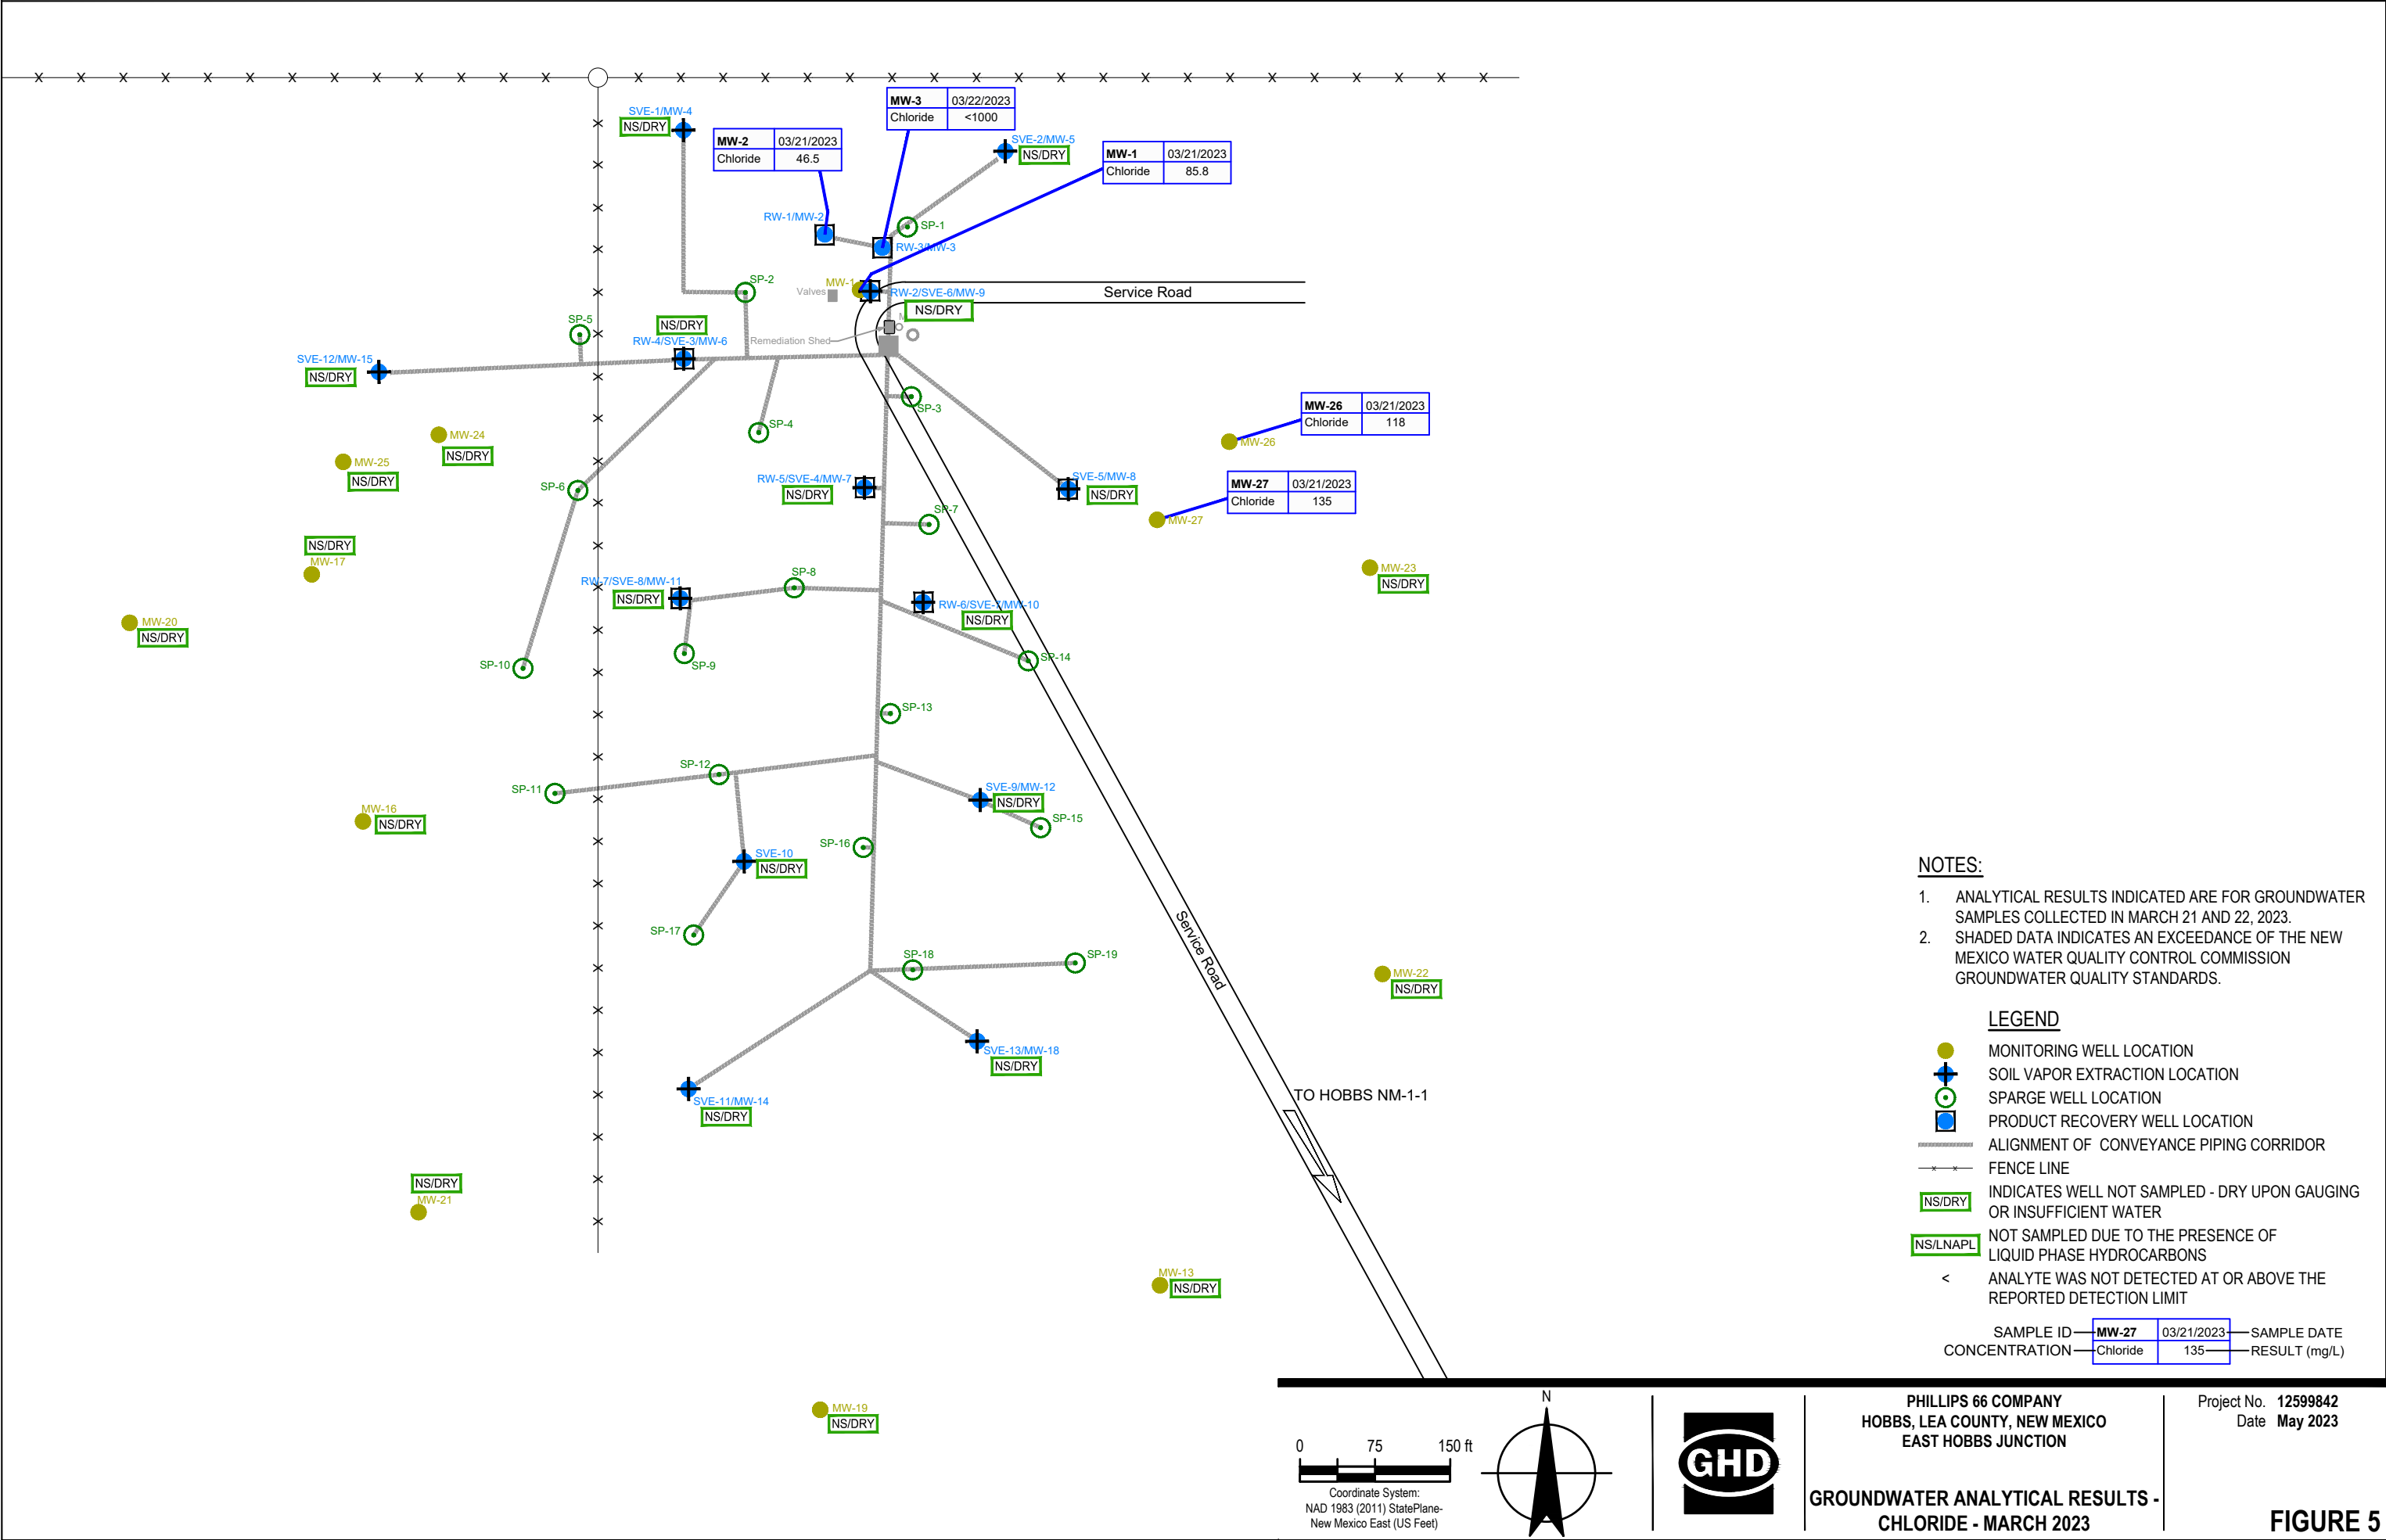 SVE-1/MW-4
NS/DRY
MW-2 03/21/2023
Chloride 46.5
MW-3 03/22/2023
Chloride <1000
SVE-2/MW-5
NS/DRY
MW-1 03/21/2023
Chloride 85.8
RW-1/MW-2
SP-1
RW-3/MW-3
SP-2
Valves
MW-1
RW-2/SVE-6/MW-9
NS/DRY
Service Road
SP-5
NS/DRY
RW-4/SVE-3/MW-6
Remediation Shed
SVE-12/MW-15
NS/DRY
SP-3
SP-4
MW-26 03/21/2023
Chloride 118
MW-26
MW-24
NS/DRY
MW-25
NS/DRY
SP-6
RW-5/SVE-4/MW-7
NS/DRY
SVE-5/MW-8
NS/DRY
MW-27 03/21/2023
Chloride 135
MW-27
SP-7
NS/DRY
MW-17
SP-8
RW-7/SVE-8/MW-11
NS/DRY
RW-6/SVE-7/MW-10
NS/DRY
MW-23
NS/DRY
MW-20
NS/DRY
SP-10
SP-9
SP-14
SP-13
SP-12
SP-11
SVE-9/MW-12
NS/DRY
SP-15
MW-16
NS/DRY
SP-16
SVE-10
NS/DRY
SP-17
Service Road
SP-18
SP-19
MW-22
NS/DRY
SVE-13/MW-18
NS/DRY
SVE-11/MW-14
NS/DRY
TO HOBBS NM-1-1
NS/DRY
MW-21
MW-13
NS/DRY
MW-19
NS/DRY
NOTES:
1. ANALYTICAL RESULTS INDICATED ARE FOR GROUNDWATER
SAMPLES COLLECTED IN MARCH 21 AND 22, 2023.
2. SHADED DATA INDICATES AN EXCEEDANCE OF THE NEW
MEXICO WATER QUALITY CONTROL COMMISSION
GROUNDWATER QUALITY STANDARDS.
LEGEND
MONITORING WELL LOCATION
SOIL VAPOR EXTRACTION LOCATION
SPARGE WELL LOCATION
PRODUCT RECOVERY WELL LOCATION
ALIGNMENT OF CONVEYANCE PIPING CORRIDOR
FENCE LINE
NS/DRY INDICATES WELL NOT SAMPLED - DRY UPON GAUGING
OR INSUFFICIENT WATER
NS/LNAPL NOT SAMPLED DUE TO THE PRESENCE OF
LIQUID PHASE HYDROCARBONS
< ANALYTE WAS NOT DETECTED AT OR ABOVE THE
REPORTED DETECTION LIMIT
SAMPLE ID MW-27 03/21/2023 SAMPLE DATE
CONCENTRATION Chloride 135 RESULT (mg/L)
0 75 150 ft
Coordinate System:
NAD 1983 (2011) StatePlane-
New Mexico East (US Feet)
N
GHD
PHILLIPS 66 COMPANY
HOBBS, LEA COUNTY, NEW MEXICO
EAST HOBBS JUNCTION
GROUNDWATER ANALYTICAL RESULTS -
CHLORIDE - MARCH 2023
Project No. 12599842
Date May 2023
FIGURE 5